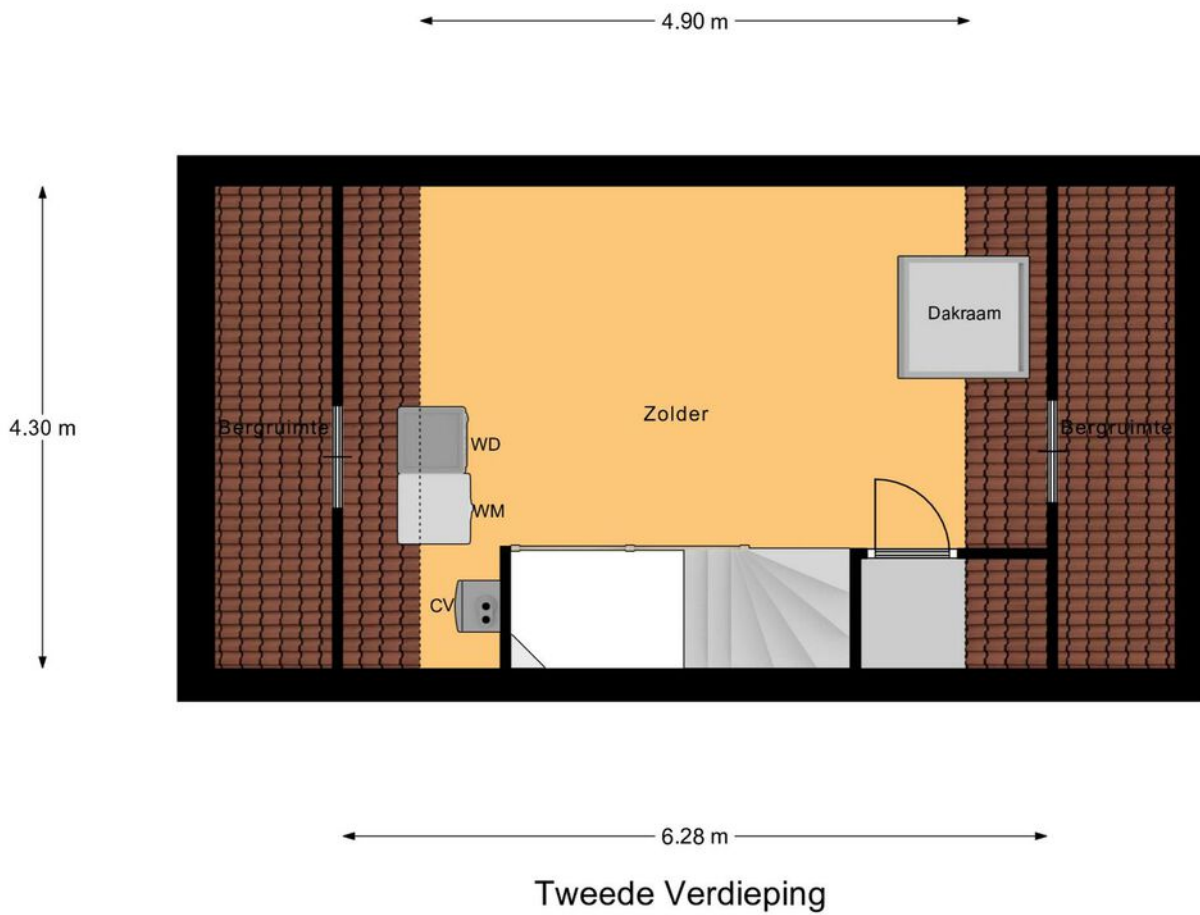 4.90 m
Dakraam
Zolder
4.30 m
Bergruimte
Bergruimte
WD
WM
CV
6.28 m
Tweede Verdieping